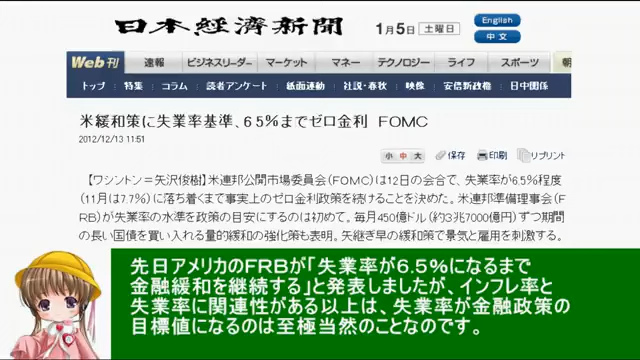 日本経済新聞
1月5日 土曜日
English
中文
Web刊 速報 ビジネスリーダー マーケット マネー テクノロジー ライフ スポーツ 朝
トップ 特集 コラム 読者アンケート 紙面連動 社説・春秋 映像 安倍新政権 日中関係
米緩和策に失業率基準、6.5%までゼロ金利 FOMC
2012/12/13 11:51
小 中 大 保存 印刷 リプリント
【ワシントン=矢沢俊樹】米連邦公開市場委員会(FOMC)は12日の会合で、失業率が6.5%程度
(11月は7.7%)に落ち着くまで事実上のゼロ金利政策を続けることを決めた。米連邦準備理事会(F
RB)が失業率の水準を政策の目安にするのは初めて。毎月450億ドル(約3兆7000億円)ずつ期間
の長い国債を買い入れる量的緩和の強化策も表明。矢継ぎ早の緩和策で景気と雇用を刺激する。
先日アメリカのFRBが「失業率が6.5%になるまで
金融緩和を継続する」と発表しましたが、インフレ率と
失業率に関連性がある以上は、失業率が金融政策の
目標値になるのは至極当然のことなのです。